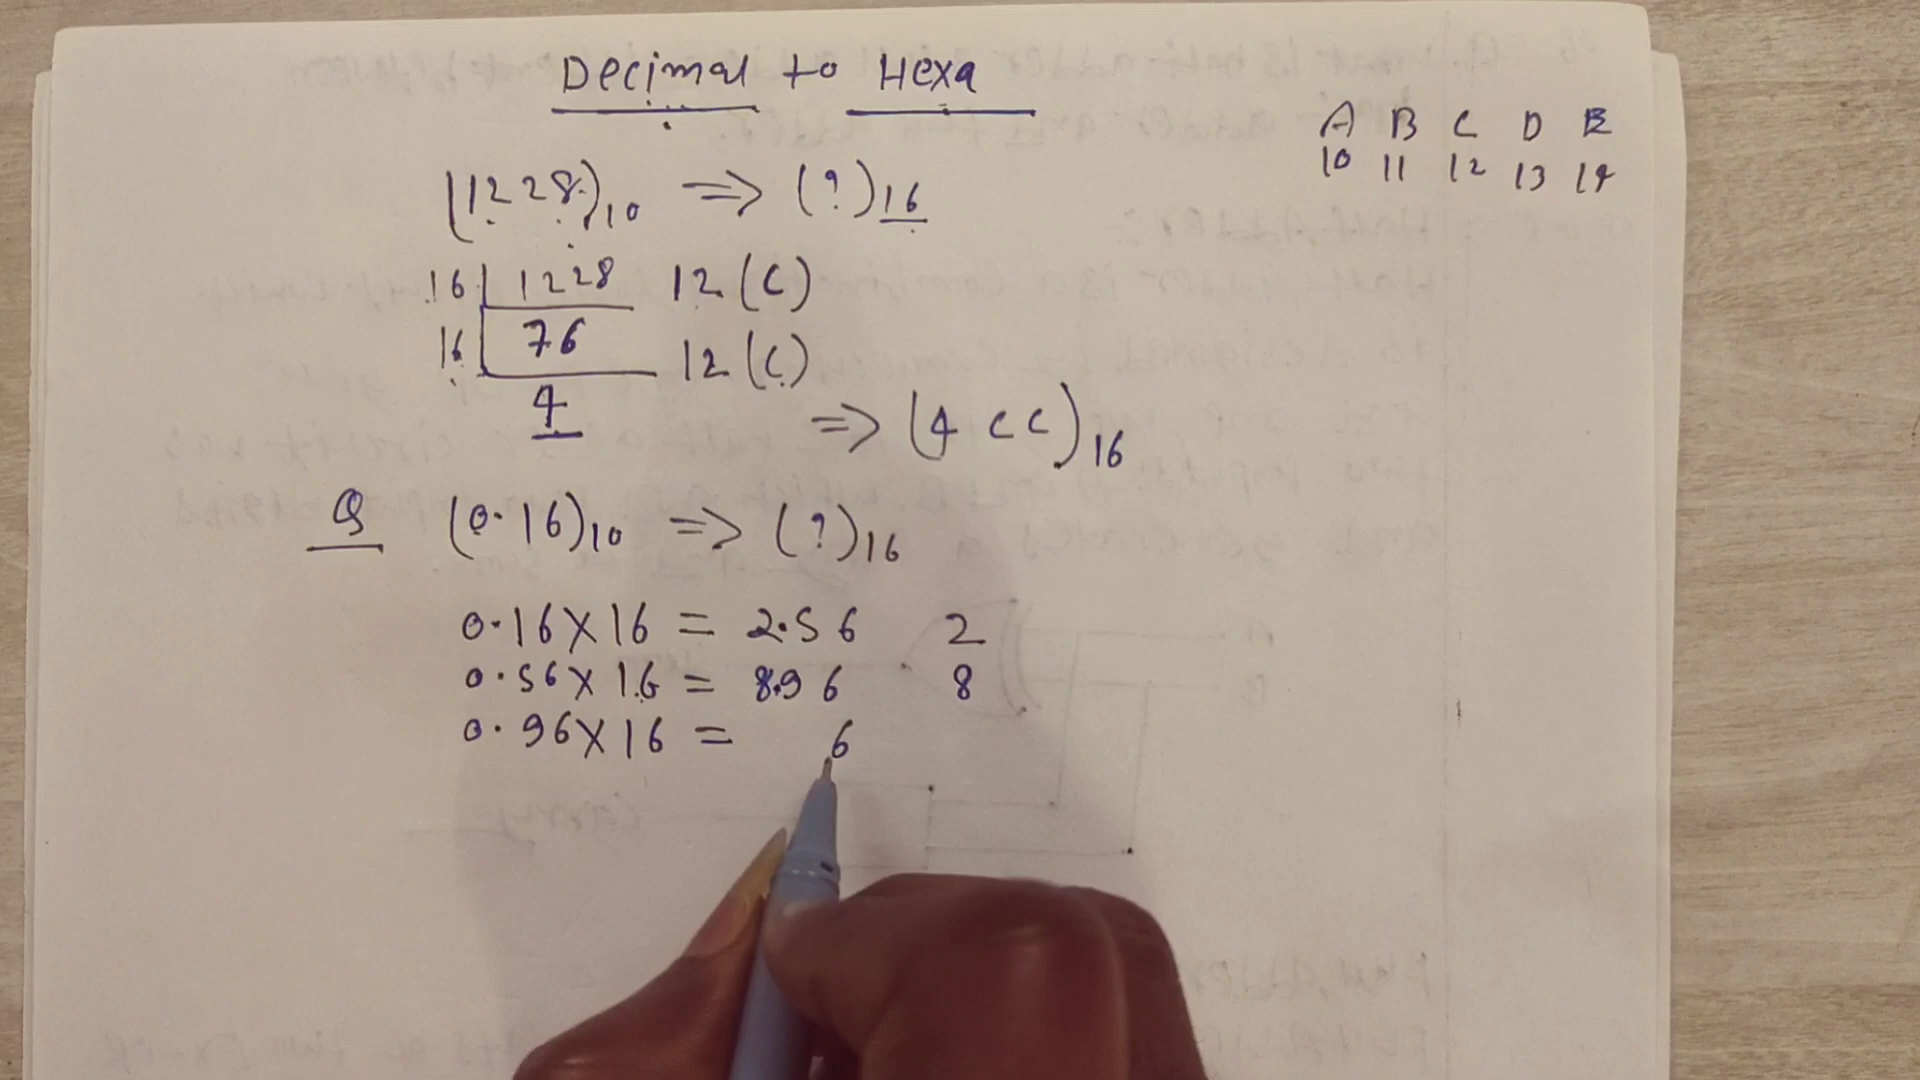 Decimal to Hexa
A B C D E
10 11 12 13 14
(1228)10 => (?)16
16 | 1228 12 (C)
16 | 76 12 (C)
4
=> (4 C C)16
Q (0.16)10 => (?)16
0.16 X 16 = 2.56 2
0.56 X 16 = 8.96 8
0.96 X 16 = 6